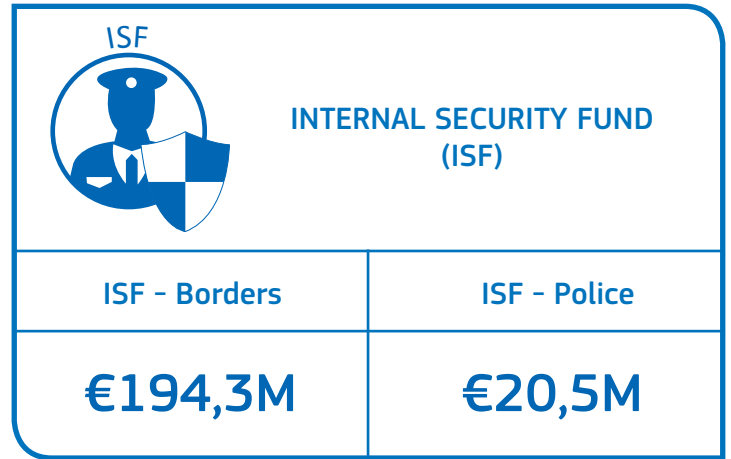 ISF
INTERNAL SECURITY FUND
(ISF)
ISF - Borders
ISF - Police
€194,3M
€20,5M